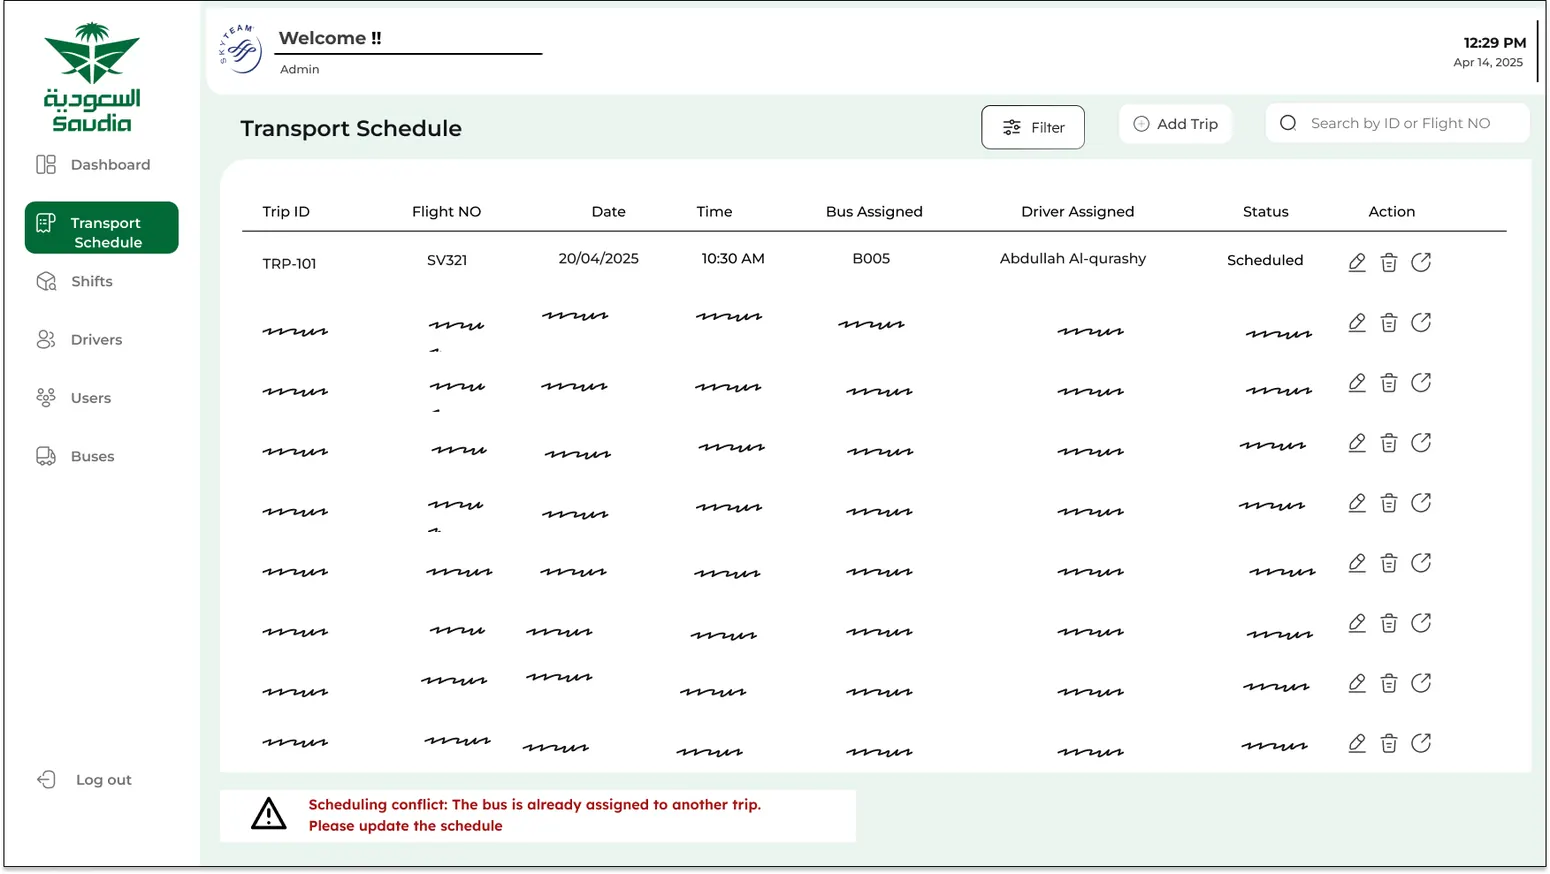 السعودية
Saudia
SKYTEAM
Welcome !!
Admin
12:29 PM
Apr 14, 2025
Dashboard
Transport
Schedule
Shifts
Drivers
Users
Buses
Log out
Transport Schedule
Filter
Add Trip
Search by ID or Flight NO
Trip ID Flight NO Date Time Bus Assigned Driver Assigned Status Action
TRP-101 SV321 20/04/2025 10:30 AM B005 Abdullah Al-qurashy Scheduled
Scheduling conflict: The bus is already assigned to another trip.
Please update the schedule